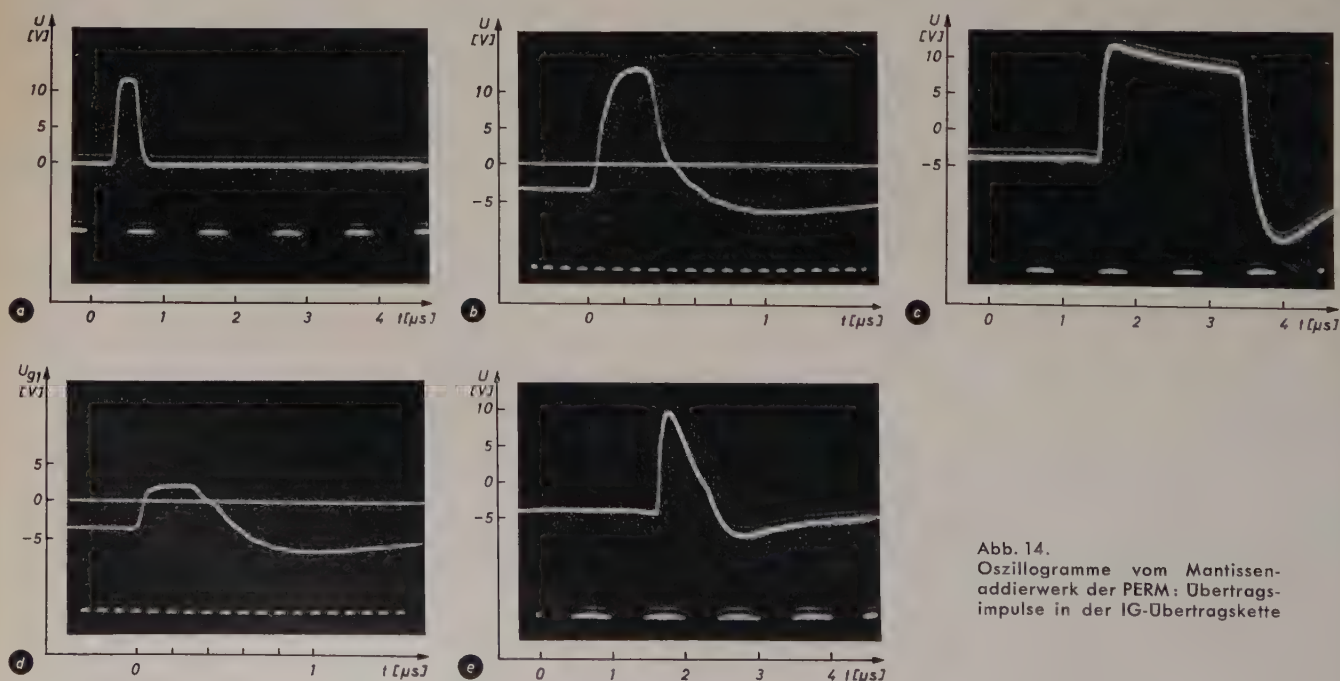 U
[V]
10
5
0
-5
0 1 2 3 4 t[µs]
a
U
[V]
10
5
0
-5
0 1 t[µs]
b
U
[V]
10
5
0
-5
0 1 2 3 4 t[µs]
c
Ug1
[V]
5
0
-5
0 1 t[µs]
d
U
[V]
10
5
0
-5
0 1 2 3 4 t[µs]
e
Abb. 14.
Oszillogramme vom Mantissen-
addierwerk der PERM: Übertrags-
impulse in der IG-Übertragskette